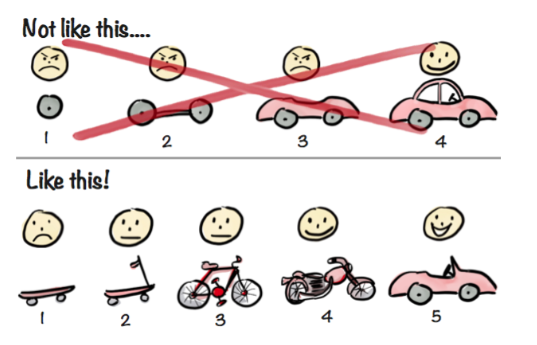 Not like this....
1 2 3 4
Like this!
1 2 3 4 5